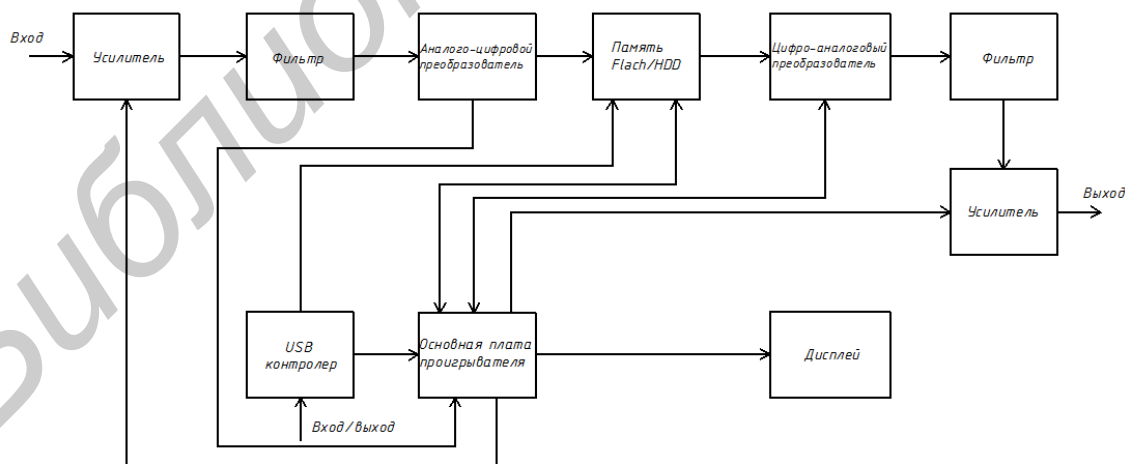 Вход
Усилитель
Фильтр
Аналого-цифровой
преобразователь
Память
Flach/HDD
Цифро-аналоговый
преобразователь
Фильтр
Усилитель
Выход
USB
контролер
Основная плата
проигрывателя
Дисплей
Вход/выход